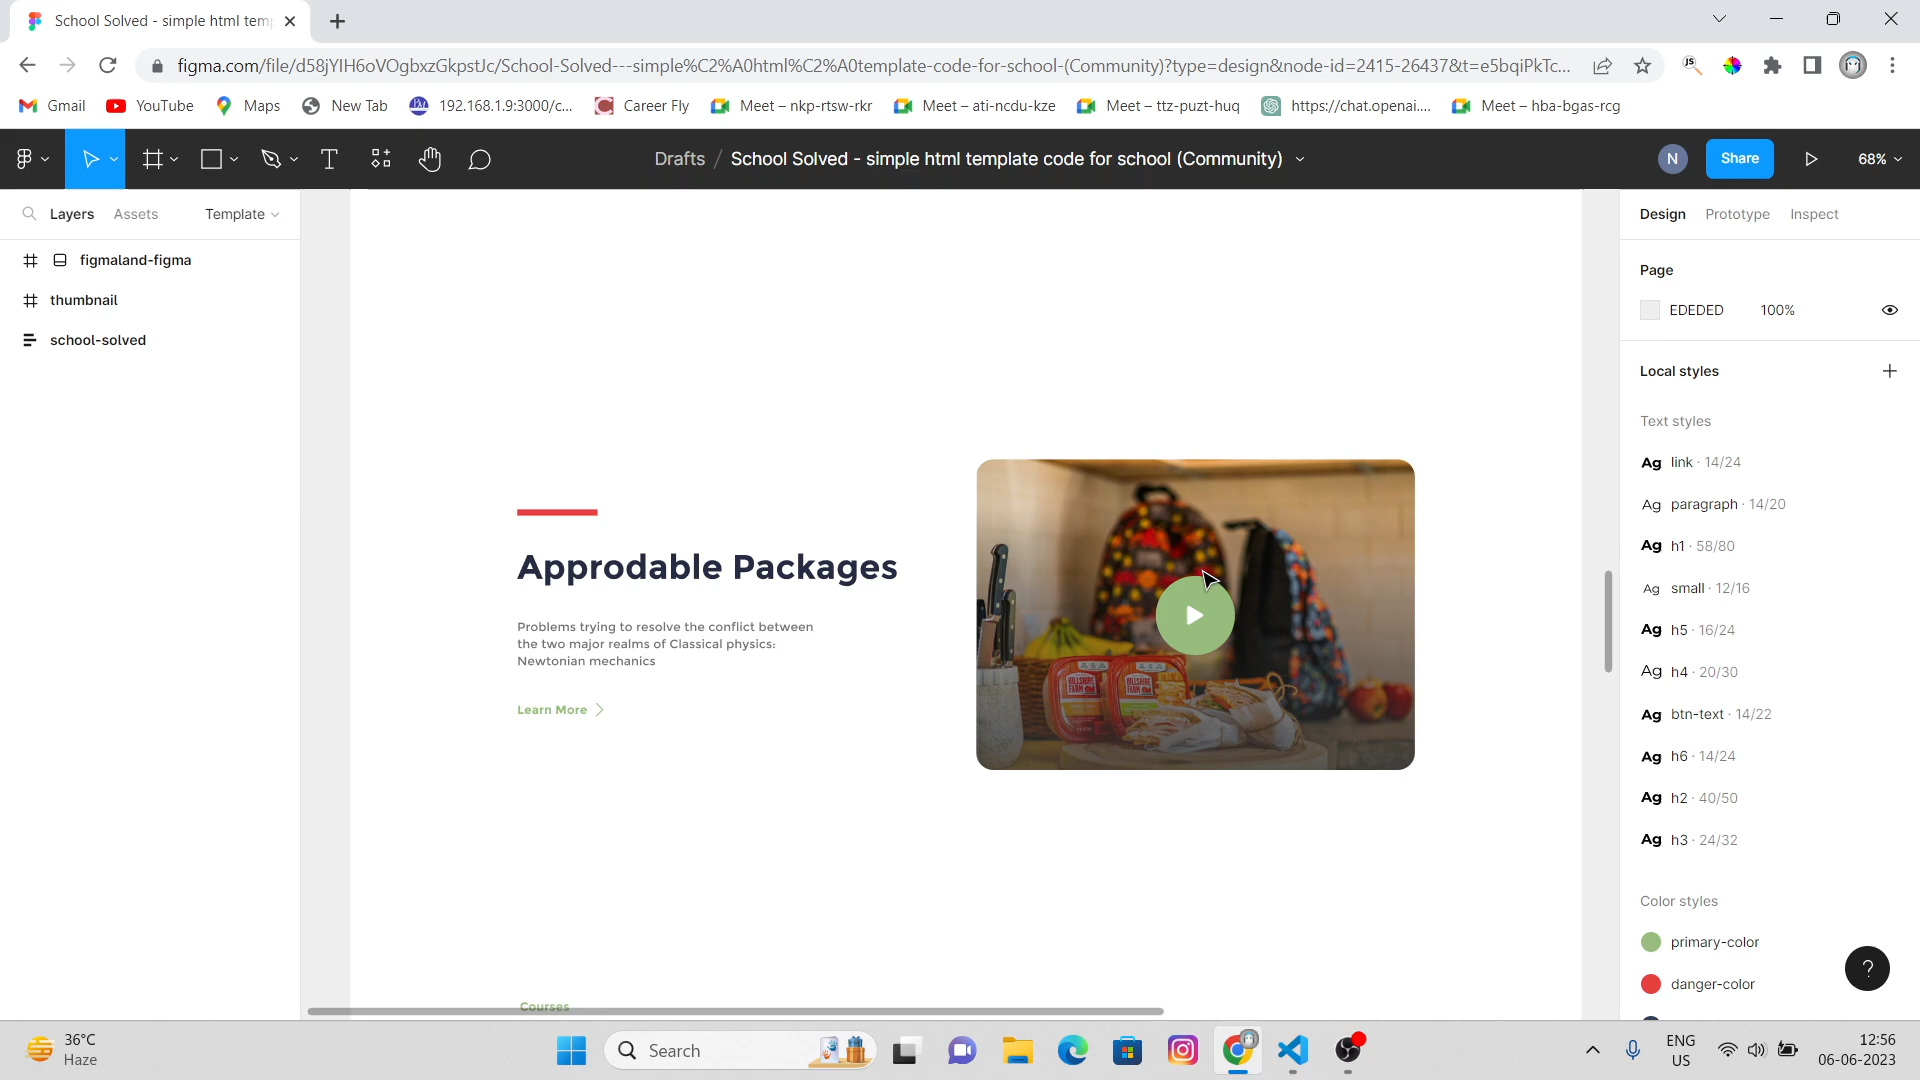 School Solved - simple html tem
figma.com/file/d58jYIH6oVOgbxzGkpstJc/School-Solved---simple%C2%A0html%C2%A0template-code-for-school-(Community)?type=design&node-id=2415-26437&t=e5bqiPkTc...
Gmail YouTube Maps New Tab 192.168.1.9:3000/c... Career Fly Meet – nkp-rtsw-rkr Meet – ati-ncdu-kze Meet – ttz-puzt-huq https://chat.openai.... Meet – hba-bgas-rcg
Drafts / School Solved - simple html template code for school (Community) N Share 68%
Layers Assets Template
figmaland-figma
thumbnail
school-solved
Approdable Packages
Problems trying to resolve the conflict between
the two major realms of Classical physics:
Newtonian mechanics
Learn More
HILLSHIRE FARM
HILLSHIRE FARM
Courses
Design Prototype Inspect
Page
EDEDED 100%
Local styles
Text styles
Ag link · 14/24
Ag paragraph · 14/20
Ag h1 · 58/80
Ag small · 12/16
Ag h5 · 16/24
Ag h4 · 20/30
Ag btn-text · 14/22
Ag h6 · 14/24
Ag h2 · 40/50
Ag h3 · 24/32
Color styles
primary-color
danger-color
?
36°C
Haze
Search
ENG
US
12:56
06-06-2023